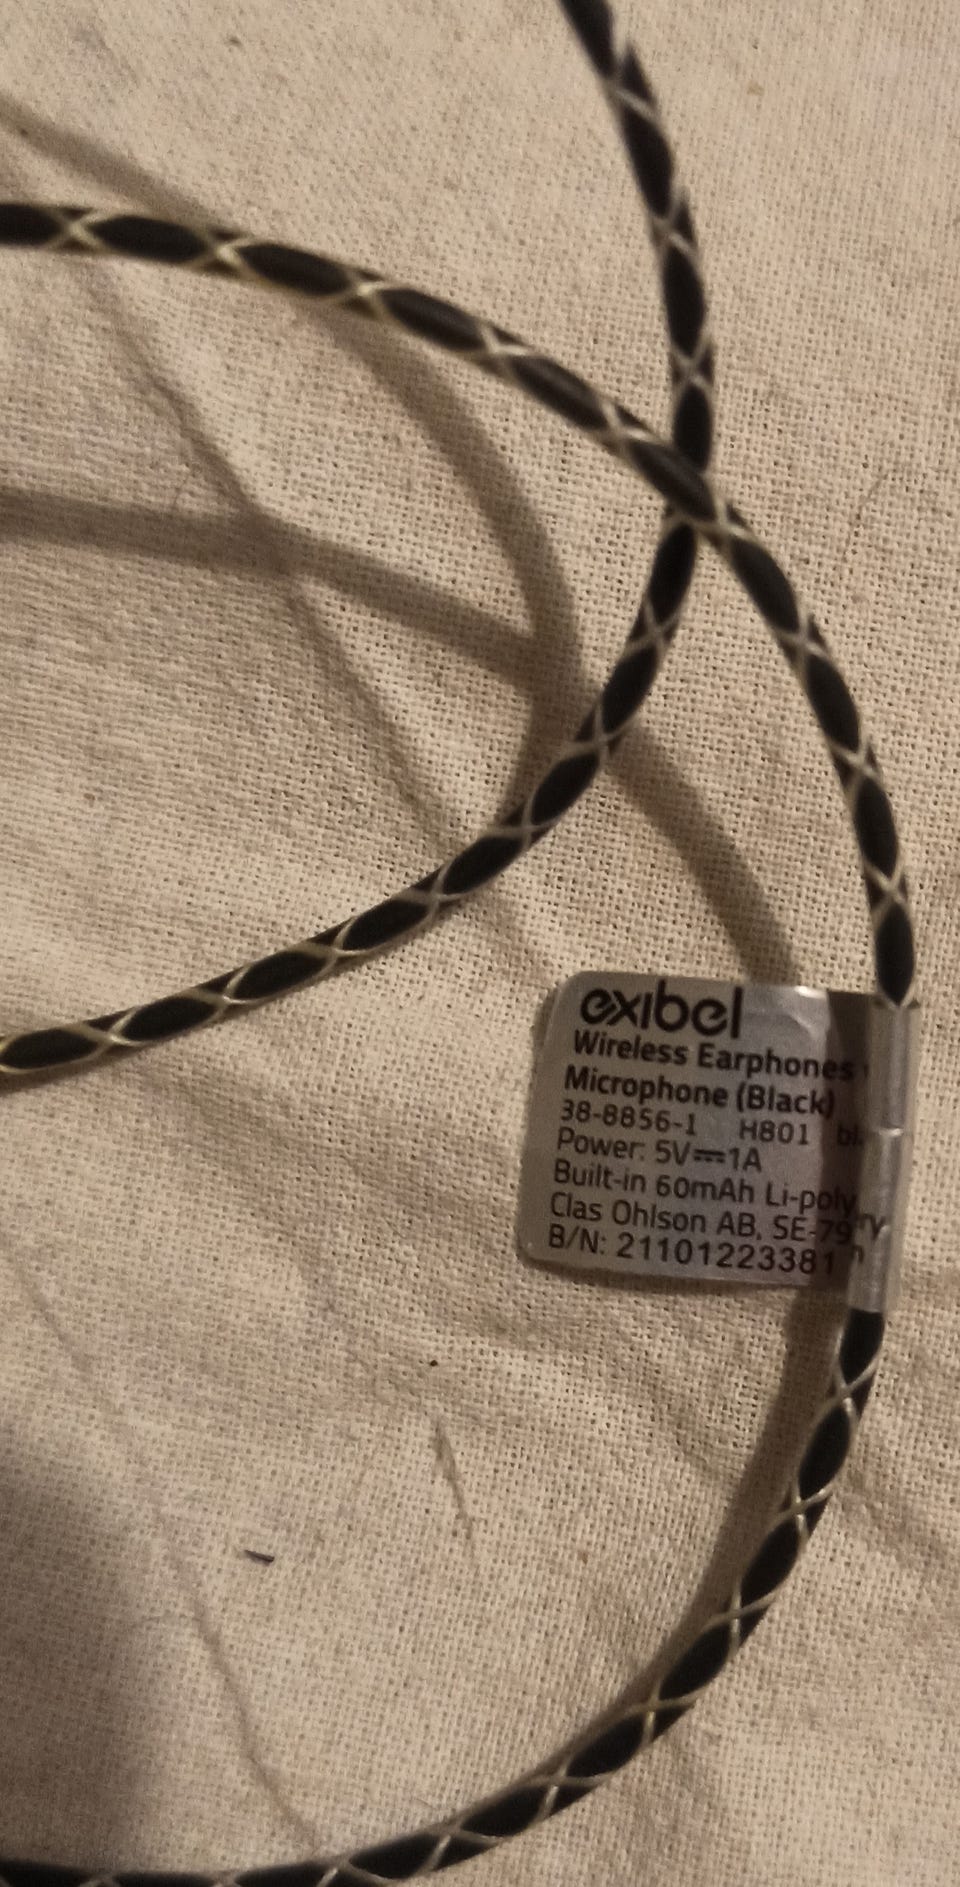 exibel
Wireless Earphones
Microphone (Black)
38-8856-1 H801
Power: 5V⎓1A
Built-in 60mAh Li-poly
Clas Ohlson AB, SE-79
B/N: 21101223381